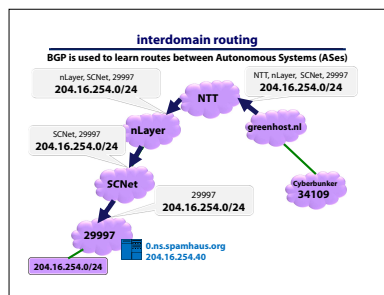 interdomain routing
BGP is used to learn routes between Autonomous Systems (ASes)
nLayer, SCNet, 29997
204.16.254.0/24
NTT, nLayer, SCNet, 29997
204.16.254.0/24
NTT
nLayer
greenhost.nl
SCNet, 29997
204.16.254.0/24
SCNet
Cyberbunker
34109
29997
204.16.254.0/24
29997
0.ns.spamhaus.org
204.16.254.40
204.16.254.0/24